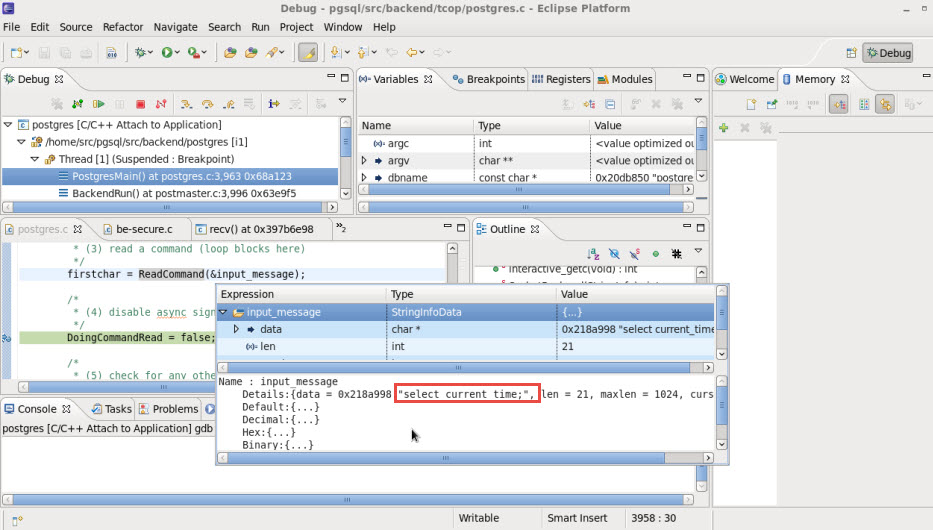 Debug - pgsql/src/backend/tcop/postgres.c - Eclipse Platform
File Edit Source Refactor Navigate Search Run Project Window Help
Debug
Debug
Variables Breakpoints Registers Modules
Welcome Memory
postgres [C/C++ Attach to Application]
/home/src/pgsql/src/backend/postgres [i1]
Thread [1] (Suspended : Breakpoint)
PostgresMain() at postgres.c:3,963 0x68a123
BackendRun() at postmaster.c:3,996 0x63e9f5
Name Type Value
argc int <value optimized ou
argv char ** <value optimized ou
dbname const char * 0x20db850 "postgre
postgres.c be-secure.c recv() at 0x397b6e98 »2
Outline
* (3) read a command (loop blocks here)
*/
firstchar = ReadCommand(&input_message);
/*
* (4) disable async sign
*/
DoingCommandRead = false;
/*
* (5) check for any othe
interactive_getc(void) : int
Expression Type Value
input_message StringInfoData {...}
data char * 0x218a998 "select current_time
len int 21
Name : input_message
Details:{data = 0x218a998 "select current_time;", len = 21, maxlen = 1024, curs
Default:{...}
Decimal:{...}
Hex:{...}
Binary:{...}
Console Tasks Problems
postgres [C/C++ Attach to Application] gdb
Writable Smart Insert 3958 : 30